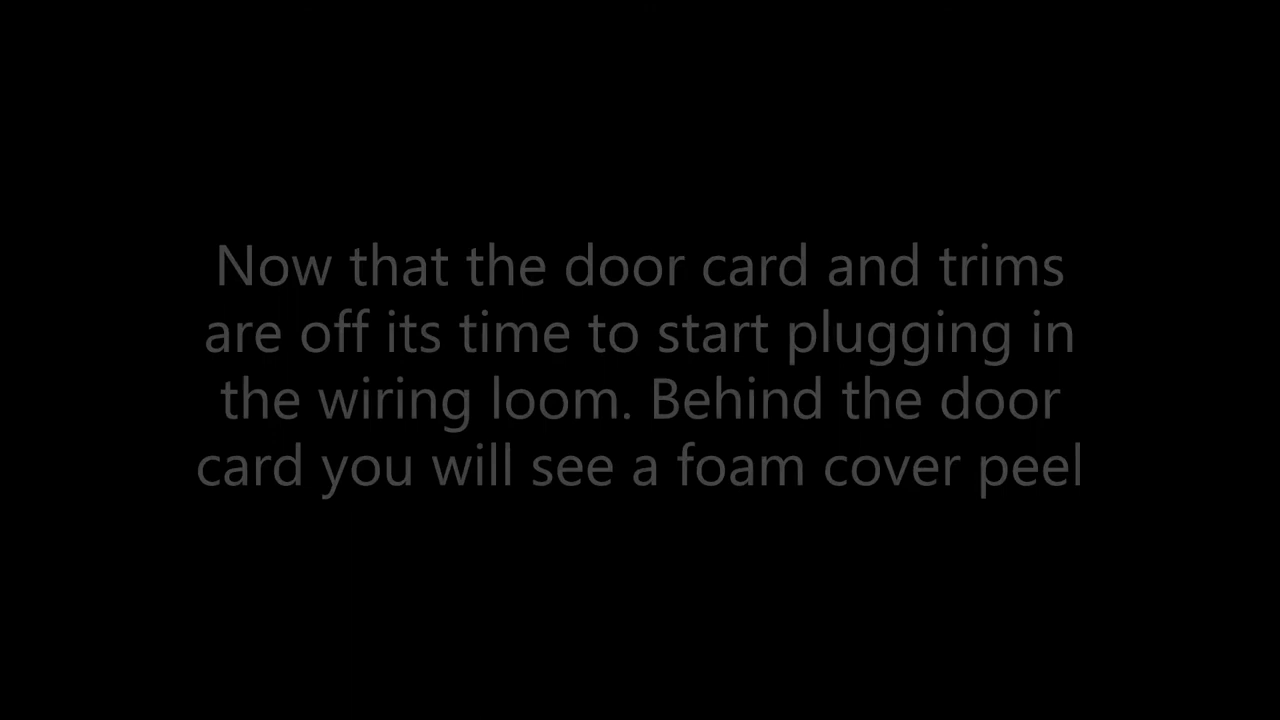 Now that the door card and trims
are off its time to start plugging in
the wiring loom. Behind the door
card you will see a foam cover peel